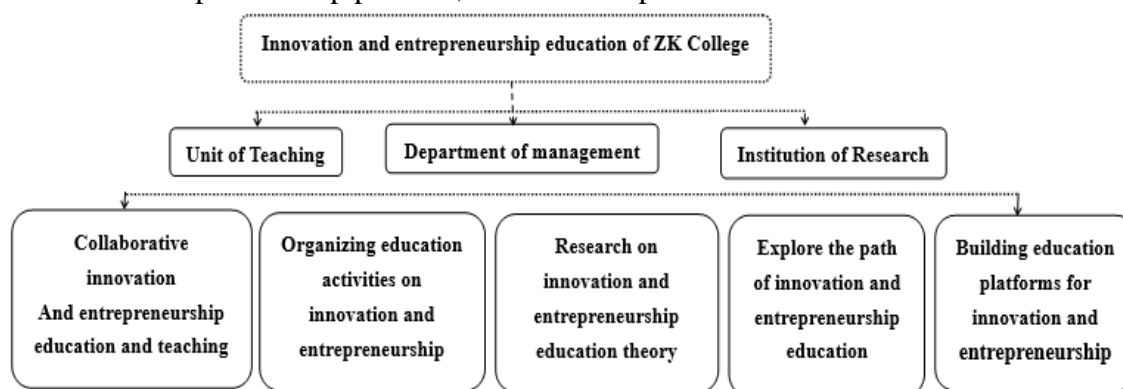 Innovation and entrepreneurship education of ZK College
Unit of Teaching
Department of management
Institution of Research
Collaborative
innovation
And entrepreneurship
education and teaching
Organizing education
activities on
innovation and
entrepreneurship
Research on
innovation and
entrepreneurship
education theory
Explore the path
of innovation and
entrepreneurship
education
Building education
platforms for
innovation and
entrepreneurship